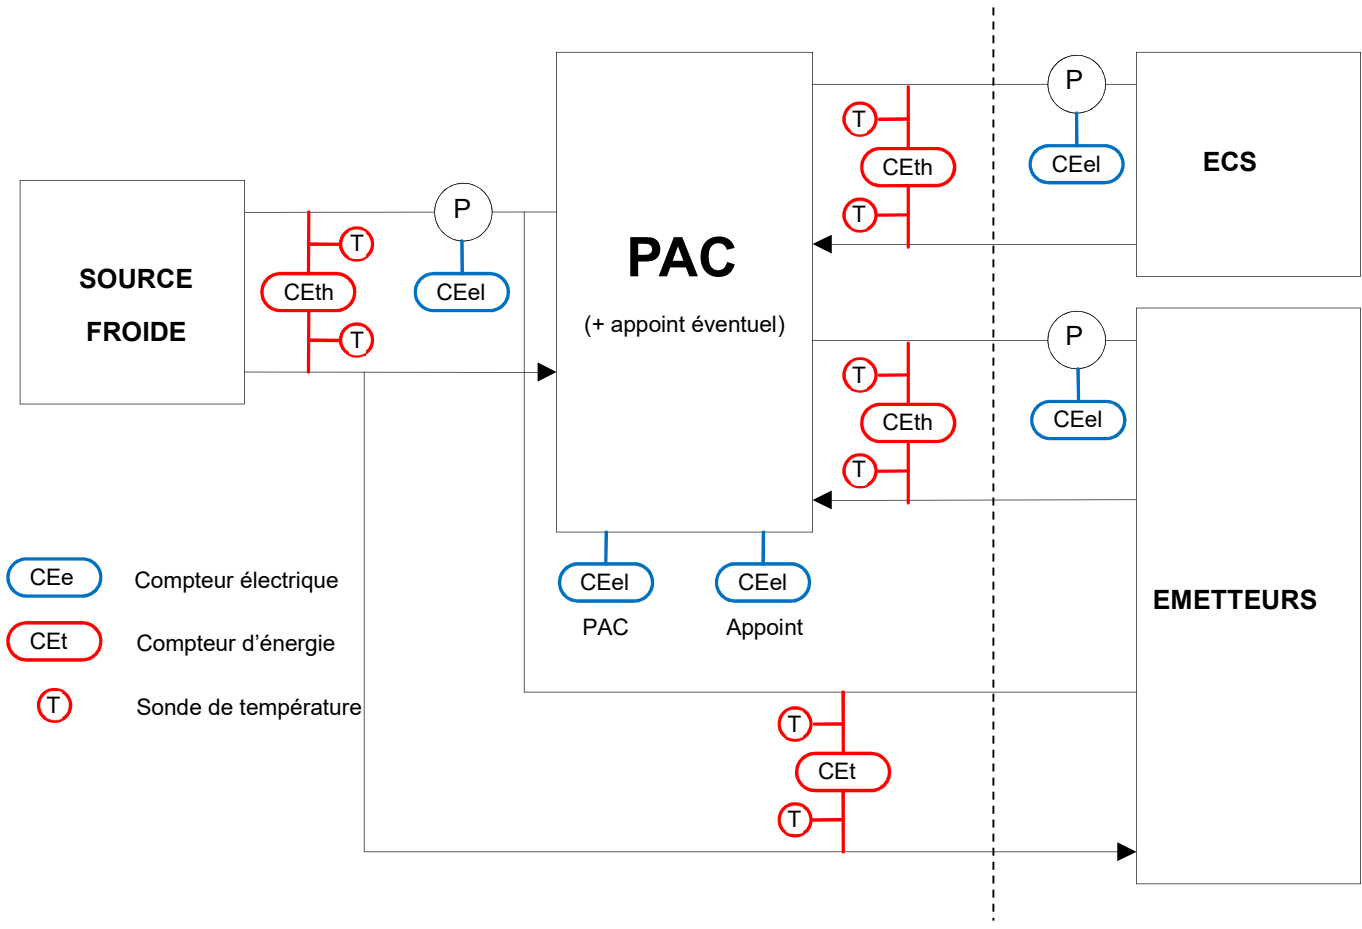 P
T
CEth
T
CEel
ECS
P
T
CEth
T
CEel
SOURCE
FROIDE
PAC
(+ appoint éventuel)
P
T
CEth
T
CEel
CEel
CEel
PAC
Appoint
EMETTEURS
CEe Compteur électrique
CEt Compteur d’énergie
T Sonde de température
T
CEt
T